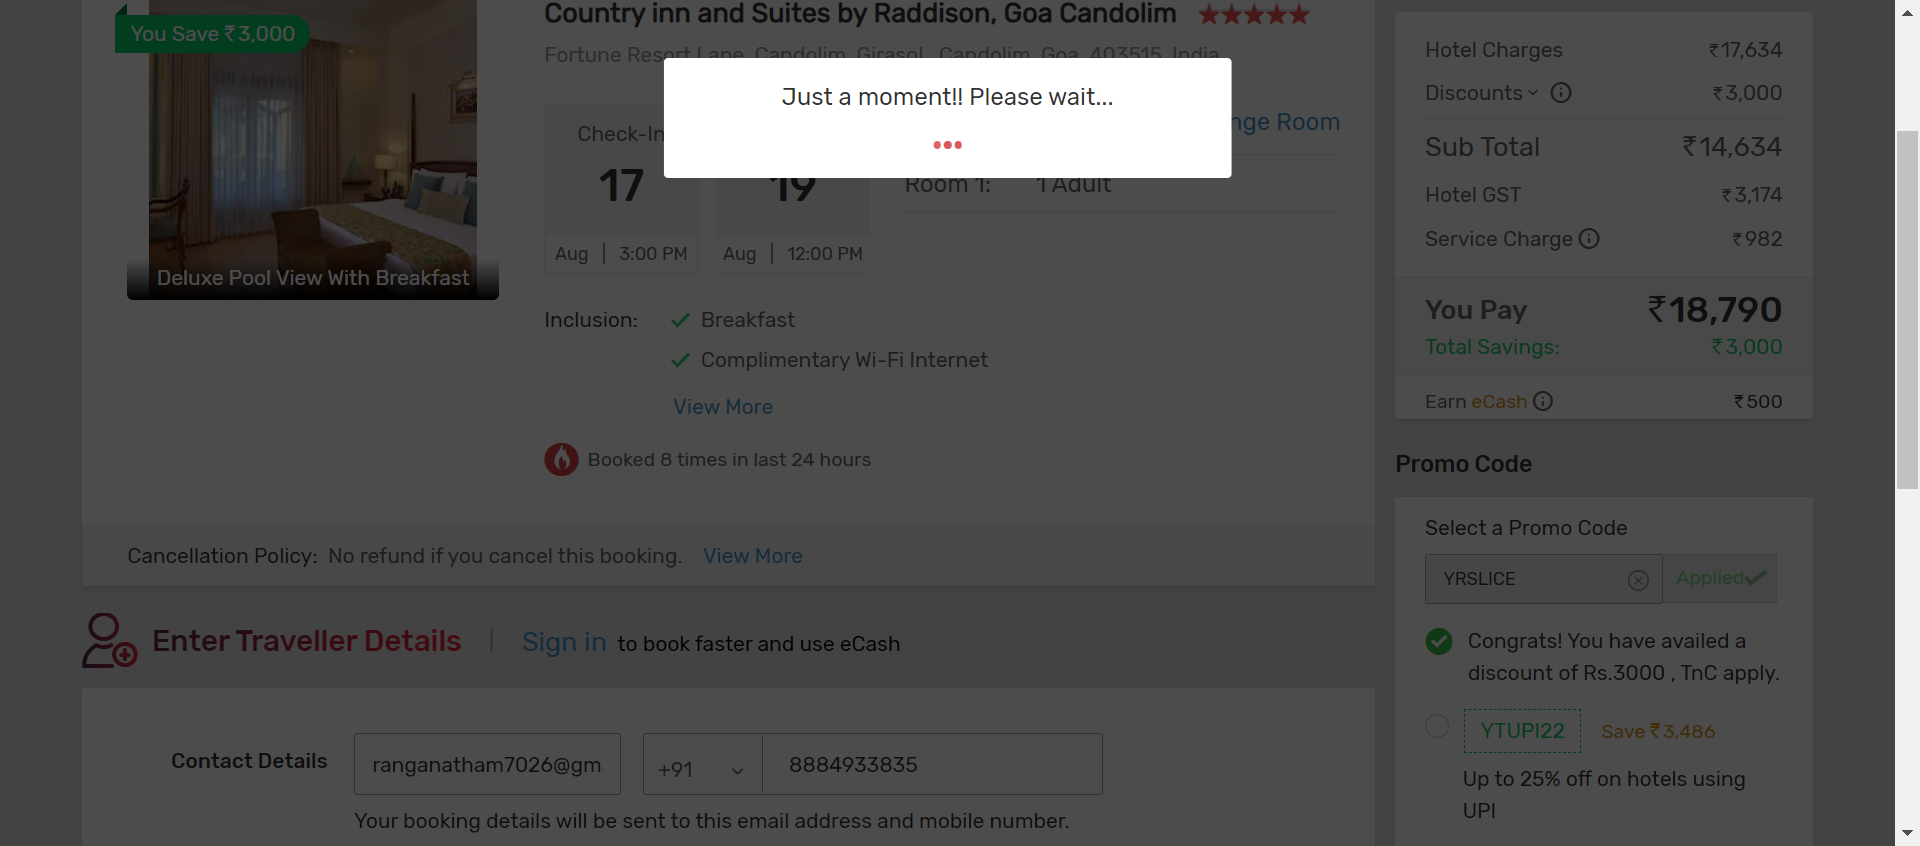 You Save ₹3,000
Country inn and Suites by Raddison, Goa Candolim
Fortune Resort Lane, Candolim, Girasol, Candolim, Goa, 403515, India
Just a moment!! Please wait...
Check-In
nge Room
17
19
Room 1: 1 Adult
Aug | 3:00 PM
Aug | 12:00 PM
Deluxe Pool View With Breakfast
Inclusion: Breakfast
Complimentary Wi-Fi Internet
View More
Booked 8 times in last 24 hours
Cancellation Policy: No refund if you cancel this booking. View More
Enter Traveller Details | Sign in to book faster and use eCash
Contact Details
ranganatham7026@gm
+91
8884933835
Your booking details will be sent to this email address and mobile number.
Hotel Charges ₹17,634
Discounts ₹3,000
Sub Total ₹14,634
Hotel GST ₹3,174
Service Charge ₹982
You Pay ₹18,790
Total Savings: ₹3,000
Earn eCash ₹500
Promo Code
Select a Promo Code
YRSLICE Applied
Congrats! You have availed a
discount of Rs.3000 , TnC apply.
YTUPI22 Save ₹3,486
Up to 25% off on hotels using
UPI